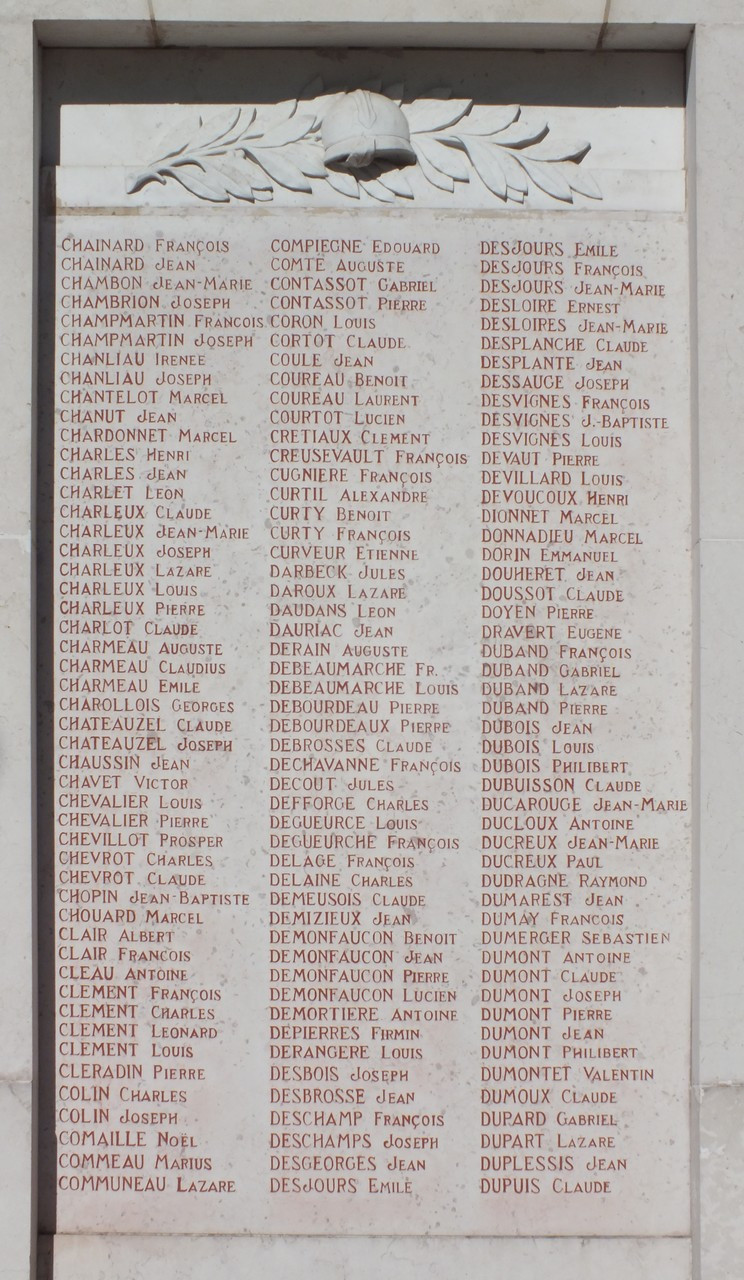 CHAINARD FRANÇOIS
CHAINARD JEAN
CHAMBON JEAN-MARIE
CHAMBRION JOSEPH
CHAMPMARTIN FRANCOIS
CHAMPMARTIN JOSEPH
CHANLIAU IRENEE
CHANLIAU JOSEPH
CHANTELOT MARCEL
CHANUT JEAN
CHARDONNET MARCEL
CHARLES HENRI
CHARLES JEAN
CHARLET LEON
CHARLEUX CLAUDE
CHARLEUX JEAN-MARIE
CHARLEUX JOSEPH
CHARLEUX LAZARE
CHARLEUX LOUIS
CHARLEUX PIERRE
CHARLOT CLAUDE
CHARMEAU AUGUSTE
CHARMEAU CLAUDIUS
CHARMEAU EMILE
CHAROLLOIS GEORGES
CHATEAUZEL CLAUDE
CHATEAUZEL JOSEPH
CHAUSSIN JEAN
CHAVET VICTOR
CHEVALIER LOUIS
CHEVALIER PIERRE
CHEVILLOT PROSPER
CHEVROT CHARLES
CHEVROT CLAUDE
CHOPIN JEAN-BAPTISTE
CHOUARD MARCEL
CLAIR ALBERT
CLAIR FRANCOIS
CLEAU ANTOINE
CLEMENT FRANÇOIS
CLEMENT CHARLES
CLEMENT LEONARD
CLEMENT LOUIS
CLERADIN PIERRE
COLIN CHARLES
COLIN JOSEPH
COMAILLE NOEL
COMMEAU MARIUS
COMMUNEAU LAZARE
COMPIEGNE EDOUARD
COMTE AUGUSTE
CONTASSOT GABRIEL
CONTASSOT PIERRE
CORON LOUIS
CORTOT CLAUDE
COULE JEAN
COUREAU BENOIT
COUREAU LAURENT
COURTOT LUCIEN
CRETIAUX CLEMENT
CREUSEVAULT FRANÇOIS
CUGNIERE FRANÇOIS
CURTIL ALEXANDRE
CURTY BENOIT
CURTY FRANÇOIS
CURVEUR ETIENNE
DARBECK JULES
DAROUX LAZARE
DAUDANS LEON
DAURIAC JEAN
DERAIN AUGUSTE
DEBEAUMARCHE FR.
DEBEAUMARCHE LOUIS
DEBOURDEAU PIERRE
DEBOURDEAUX PIERRE
DEBROSSES CLAUDE
DECHAVANNE FRANÇOIS
DECOUT JULES
DEFFORGE CHARLES
DEGUEURCE LOUIS
DEGUEURCHE FRANÇOIS
DELAGE FRANÇOIS
DELAINE CHARLES
DEMEUSOIS CLAUDE
DEMIZIEUX JEAN
DEMONFAUCON BENOIT
DEMONFAUCON JEAN
DEMONFAUCON PIERRE
DEMONFAUCON LUCIEN
DEMORTIERE ANTOINE
DEPIERRES FIRMIN
DERANGERE LOUIS
DESBOIS JOSEPH
DESBROSSE JEAN
DESCHAMP FRANÇOIS
DESCHAMPS JOSEPH
DESGEORGES JEAN
DESJOURS EMILE
DESJOURS EMILE
DESJOURS FRANÇOIS
DESJOURS JEAN-MARIE
DESLOIRE ERNEST
DESLOIRES JEAN-MARIE
DESPLANCHE CLAUDE
DESPLANTE JEAN
DESSAUGE JOSEPH
DESVIGNES FRANÇOIS
DESVIGNES J.-BAPTISTE
DESVIGNES LOUIS
DEVAUT PIERRE
DEVILLARD LOUIS
DEVOUCOUX HENRI
DIONNET MARCEL
DONNADIEU MARCEL
DORIN EMMANUEL
DOUHERET JEAN
DOUSSOT CLAUDE
DOYEN PIERRE
DRAVERT EUGENE
DUBAND FRANÇOIS
DUBAND GABRIEL
DUBAND LAZARE
DUBAND PIERRE
DUBOIS JEAN
DUBOIS LOUIS
DUBOIS PHILIBERT
DUBUISSON CLAUDE
DUCAROUGE JEAN-MARIE
DUCLOUX ANTOINE
DUCREUX JEAN-MARIE
DUCREUX PAUL
DUDRAGNE RAYMOND
DUMAREST JEAN
DUMAY FRANCOIS
DUMERGER SEBASTIEN
DUMONT ANTOINE
DUMONT CLAUDE
DUMONT JOSEPH
DUMONT PIERRE
DUMONT JEAN
DUMONT PHILIBERT
DUMONTET VALENTIN
DUMOUX CLAUDE
DUPARD GABRIEL
DUPART LAZARE
DUPLESSIS JEAN
DUPUIS CLAUDE